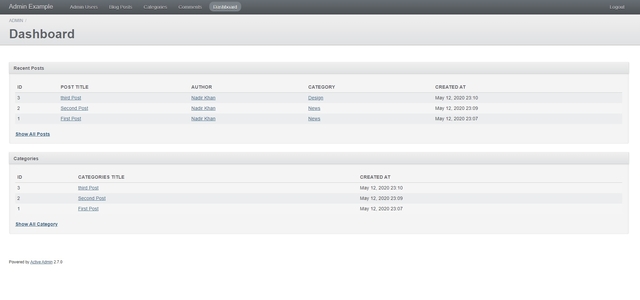 Admin Example Admin Users Blog Posts Categories Comments Dashboard Logout
ADMIN /
Dashboard
Recent Posts
ID POST TITLE AUTHOR CATEGORY CREATED AT
3 third Post Nadir Khan Design May 12, 2020 23:10
2 Second Post Nadir Khan News May 12, 2020 23:09
1 First Post Nadir Khan News May 12, 2020 23:07
Show All Posts
Categories
ID CATEGORIES TITLE CREATED AT
3 third Post May 12, 2020 23:10
2 Second Post May 12, 2020 23:09
1 First Post May 12, 2020 23:07
Show All Category
Powered by Active Admin 2.7.0